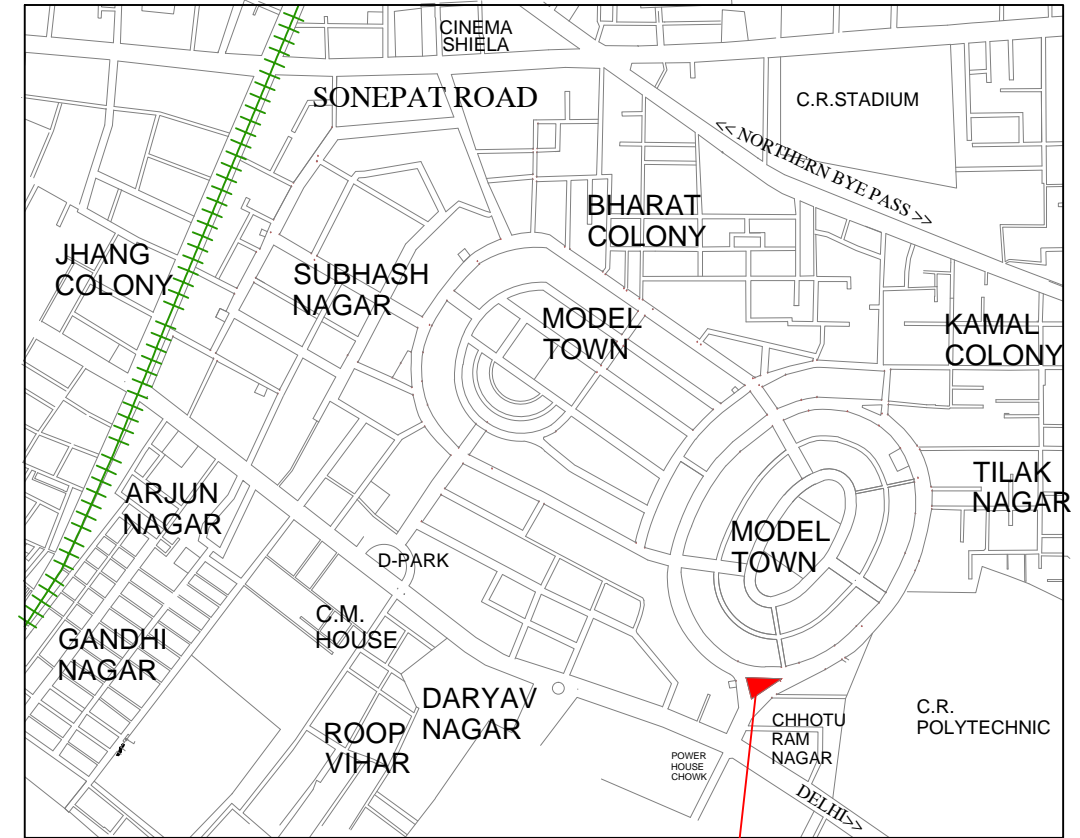 CINEMA
SHIELA
SONEPAT ROAD
C.R.STADIUM
<< NORTHERN BYE PASS >>
BHARAT
COLONY
JHANG
COLONY
SUBHASH
NAGAR
MODEL
TOWN
KAMAL
COLONY
TILAK
NAGAR
ARJUN
NAGAR
MODEL
TOWN
D-PARK
C.M.
HOUSE
GANDHI
NAGAR
DARYAV
NAGAR
ROOP
VIHAR
C.R.
POLYTECHNIC
CHHOTU
RAM
NAGAR
POWER
HOUSE
CHOWK
DELHI>>